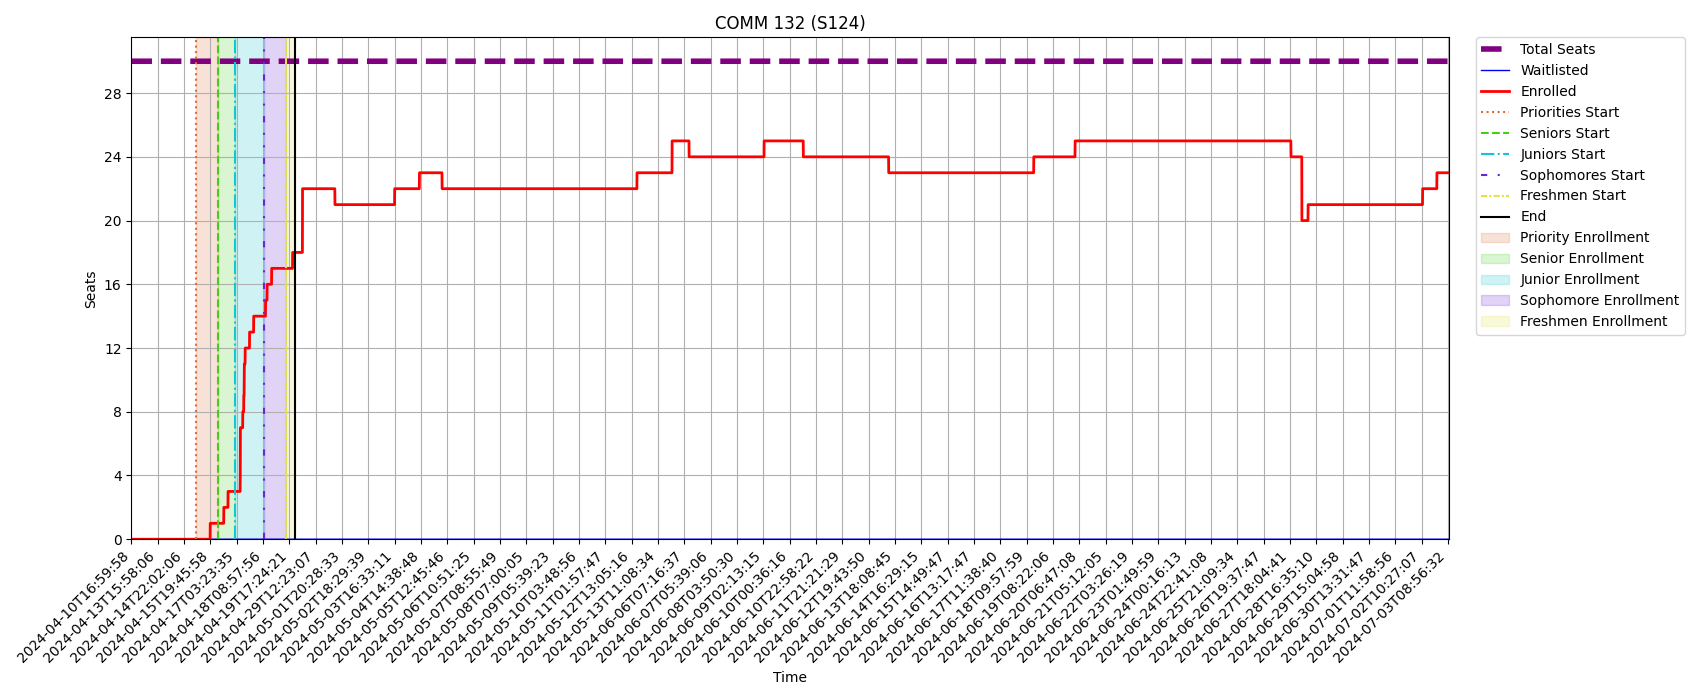 COMM 132 (S124)
Seats
28
24
20
16
12
8
4
0
2024-04-10T16:59:58
2024-04-13T15:58:06
2024-04-14T22:02:06
2024-04-15T19:45:58
2024-04-17T03:23:35
2024-04-18T08:57:56
2024-04-19T17:24:21
2024-04-29T12:23:07
2024-05-01T20:28:33
2024-05-02T18:29:39
2024-05-03T16:33:11
2024-05-04T14:38:48
2024-05-05T12:45:46
2024-05-06T10:51:25
2024-05-07T08:55:49
2024-05-08T07:00:05
2024-05-09T05:39:23
2024-05-10T03:48:56
2024-05-11T01:57:47
2024-05-12T13:05:16
2024-05-13T11:08:34
2024-06-06T07:16:37
2024-06-07T05:39:06
2024-06-08T03:50:30
2024-06-09T02:13:15
2024-06-10T00:36:16
2024-06-10T22:58:22
2024-06-11T21:21:29
2024-06-12T19:43:50
2024-06-13T18:08:45
2024-06-14T16:29:15
2024-06-15T14:49:47
2024-06-16T13:17:47
2024-06-17T11:38:40
2024-06-18T09:57:59
2024-06-19T08:22:06
2024-06-20T06:47:08
2024-06-21T05:12:05
2024-06-22T03:26:19
2024-06-23T01:49:59
2024-06-24T00:16:13
2024-06-24T22:41:08
2024-06-25T21:09:34
2024-06-26T19:37:47
2024-06-27T18:04:41
2024-06-28T16:35:10
2024-06-29T15:04:58
2024-06-30T13:31:47
2024-07-01T11:58:56
2024-07-02T10:27:07
2024-07-03T08:56:32
Time
Total Seats
Waitlisted
Enrolled
Priorities Start
Seniors Start
Juniors Start
Sophomores Start
Freshmen Start
End
Priority Enrollment
Senior Enrollment
Junior Enrollment
Sophomore Enrollment
Freshmen Enrollment